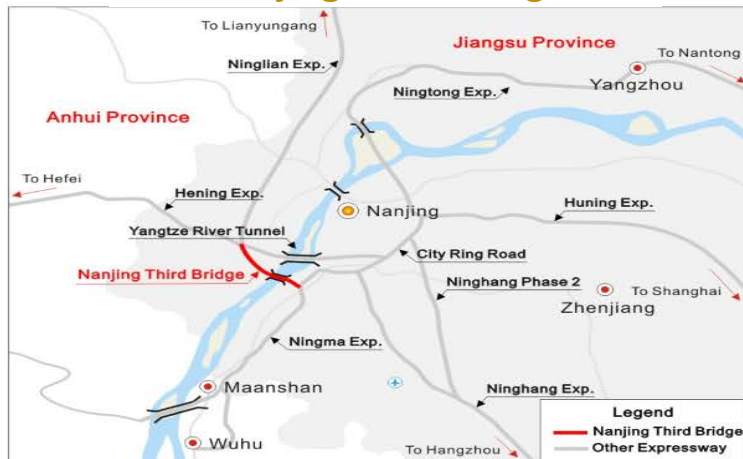 To Lianyungang
Jiangsu Province
To Nantong
Ninglian Exp.
Yangzhou
Ningtong Exp.
Anhui Province
To Hefei
Hening Exp.
Nanjing
Huning Exp.
Yangtze River Tunnel
City Ring Road
Nanjing Third Bridge
Ninghang Phase 2
To Shanghai
Zhenjiang
Ningma Exp.
Maanshan
Ninghang Exp.
Wuhu
To Hangzhou
Legend
Nanjing Third Bridge
Other Expressway